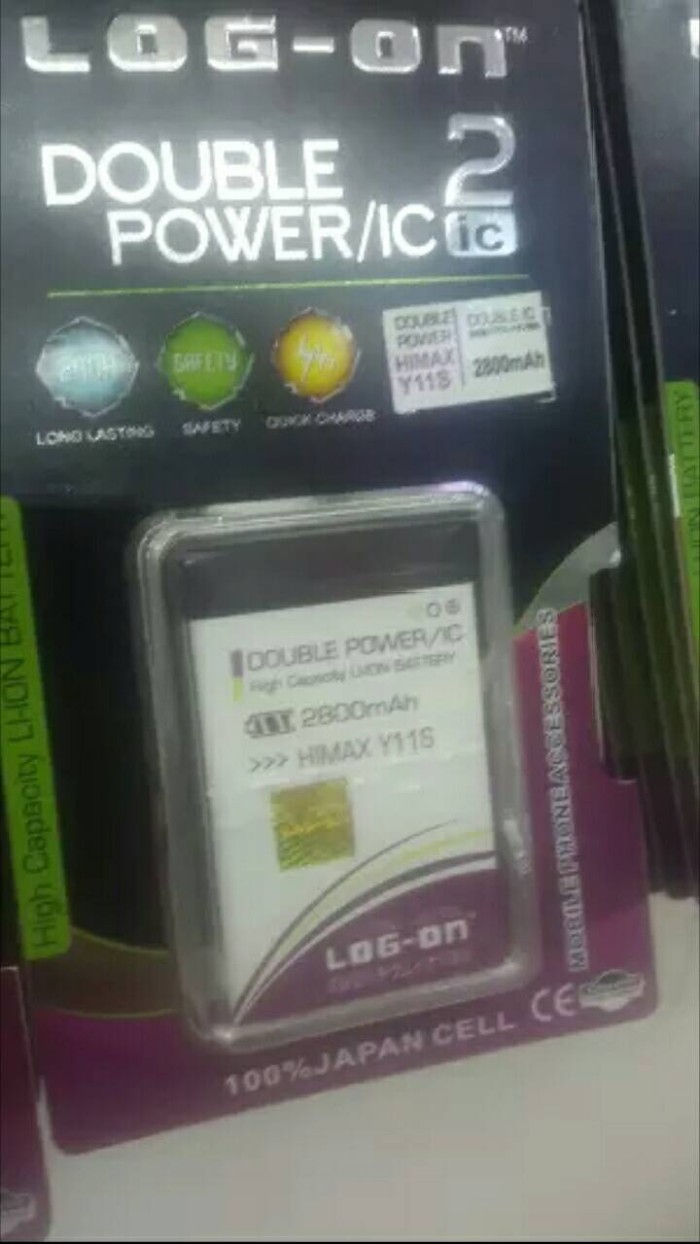 LOG-On™
DOUBLE 2
POWER/IC ic
SAFETY
LONG LASTING SAFETY QUICK CHARGE
DOUBLE
POWER
HIMAX
Y11S
DOUBLE IC
2800mAh
DOUBLE POWER/IC
High Capacity LI-ION BATTERY
2800mAh
>>> HIMAX Y11S
LOG-On
MOBILE PHONE ACCESSORIES
High Capacity LI-ION BATTERY
100% JAPAN CELL CE